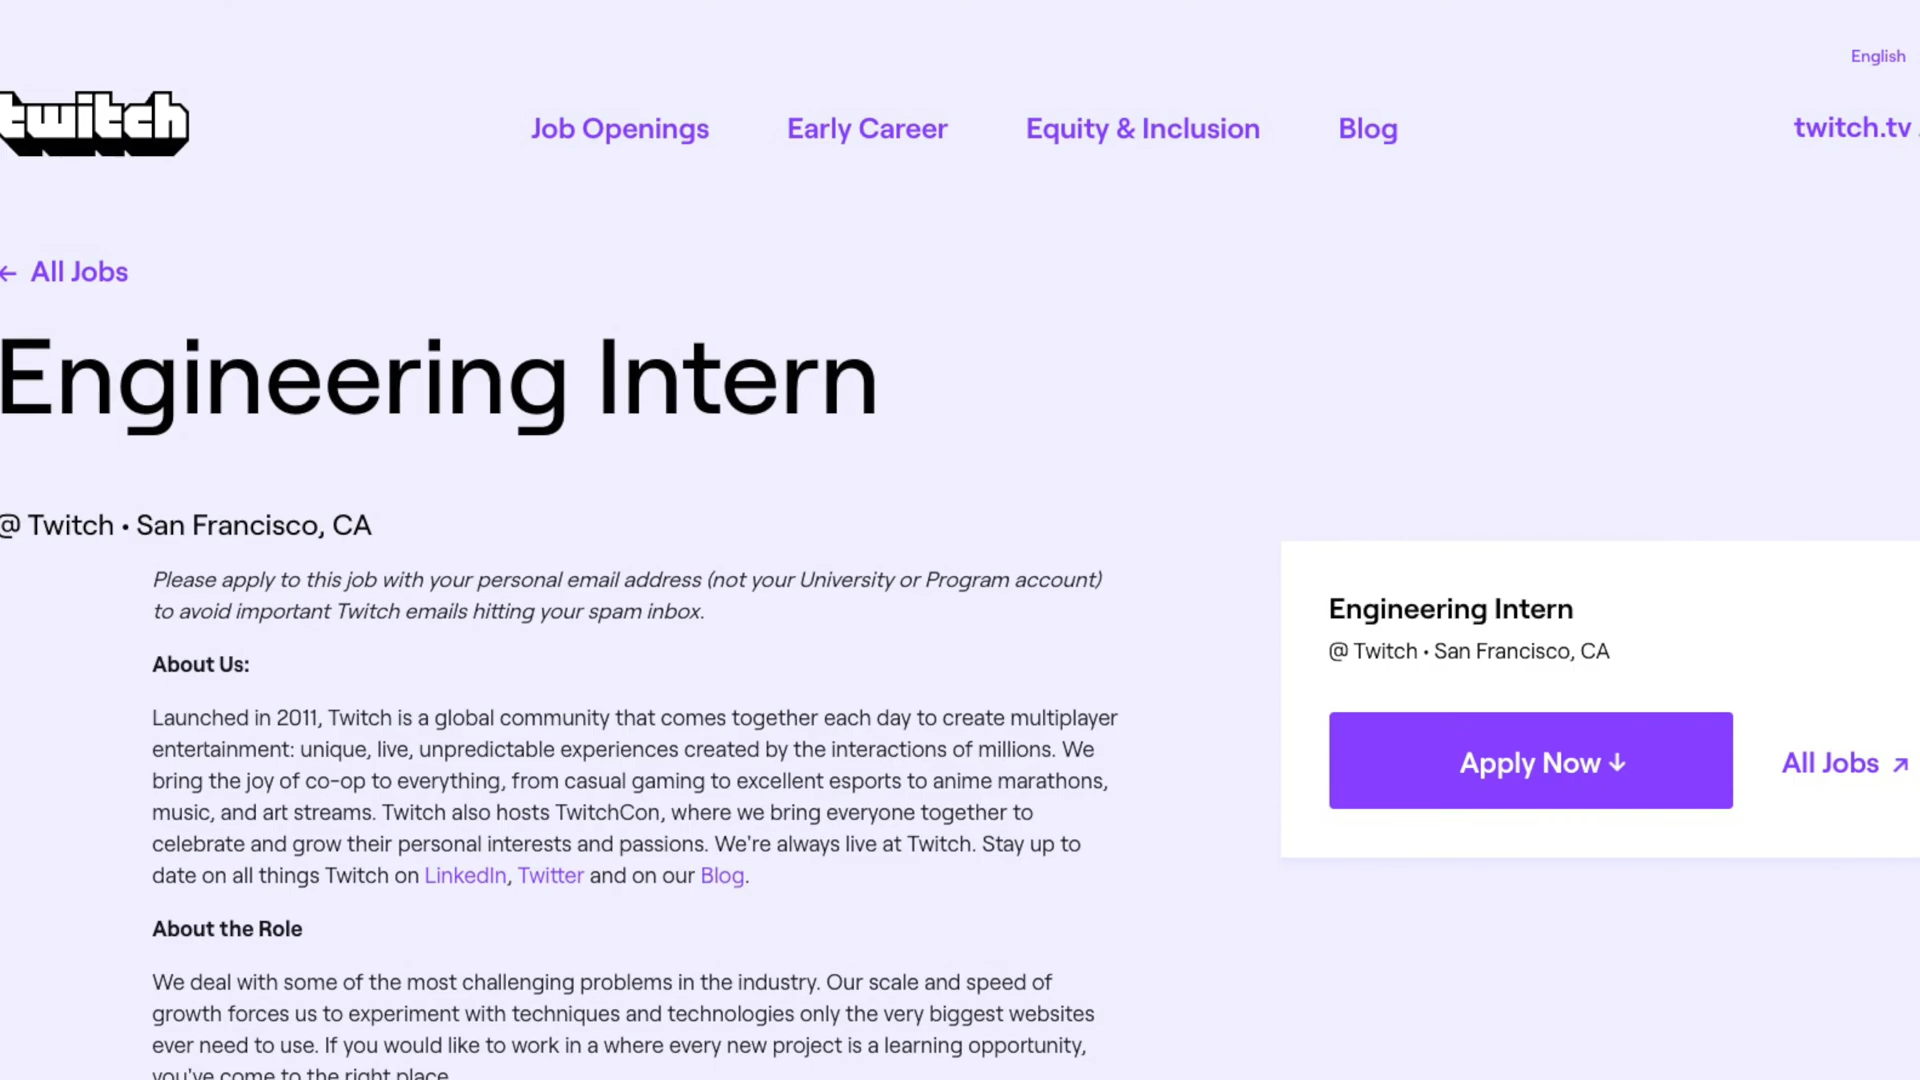 English
twitch
Job Openings
Early Career
Equity & Inclusion
Blog
twitch.tv
← All Jobs
Engineering Intern
@ Twitch • San Francisco, CA
Please apply to this job with your personal email address (not your University or Program account)
to avoid important Twitch emails hitting your spam inbox.
About Us:
Launched in 2011, Twitch is a global community that comes together each day to create multiplayer
entertainment: unique, live, unpredictable experiences created by the interactions of millions. We
bring the joy of co-op to everything, from casual gaming to excellent esports to anime marathons,
music, and art streams. Twitch also hosts TwitchCon, where we bring everyone together to
celebrate and grow their personal interests and passions. We're always live at Twitch. Stay up to
date on all things Twitch on LinkedIn, Twitter and on our Blog.
About the Role
We deal with some of the most challenging problems in the industry. Our scale and speed of
growth forces us to experiment with techniques and technologies only the very biggest websites
ever need to use. If you would like to work in a where every new project is a learning opportunity,
you've come to the right place.
Engineering Intern
@ Twitch • San Francisco, CA
Apply Now ↓
All Jobs ↗